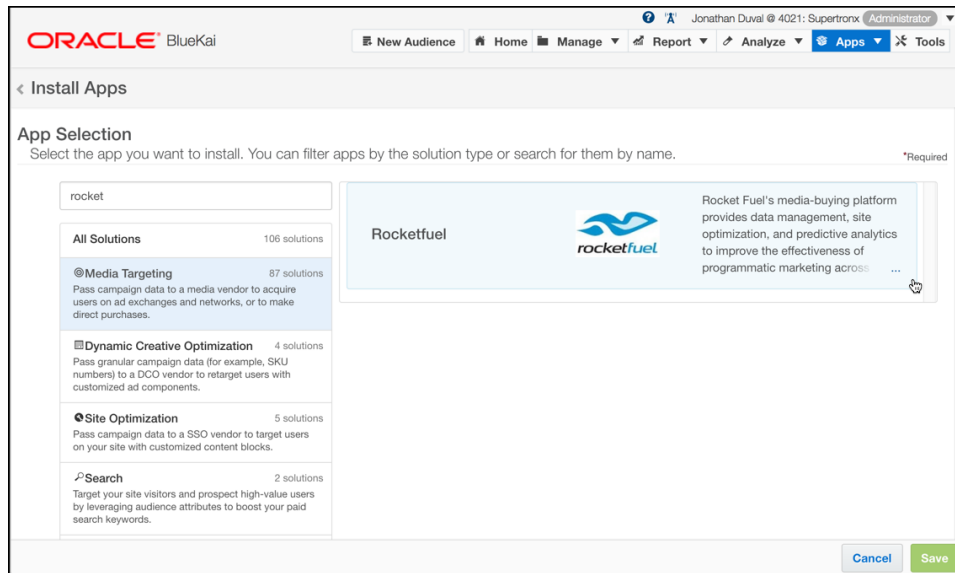 Jonathan Duval @ 4021: Supertronx Administrator
ORACLE BlueKai
New Audience Home Manage Report Analyze Apps Tools
Install Apps
App Selection
Select the app you want to install. You can filter apps by the solution type or search for them by name.
*Required
rocket
All Solutions 106 solutions
Media Targeting 87 solutions
Pass campaign data to a media vendor to acquire
users on ad exchanges and networks, or to make
direct purchases.
Dynamic Creative Optimization 4 solutions
Pass granular campaign data (for example, SKU
numbers) to a DCO vendor to retarget users with
customized ad components.
Site Optimization 5 solutions
Pass campaign data to a SSO vendor to target users
on your site with customized content blocks.
Search 2 solutions
Target your site visitors and prospect high-value users
by leveraging audience attributes to boost your paid
search keywords.
Rocketfuel
rocketfuel
Rocket Fuel's media-buying platform
provides data management, site
optimization, and predictive analytics
to improve the effectiveness of
programmatic marketing across ...
Cancel Save